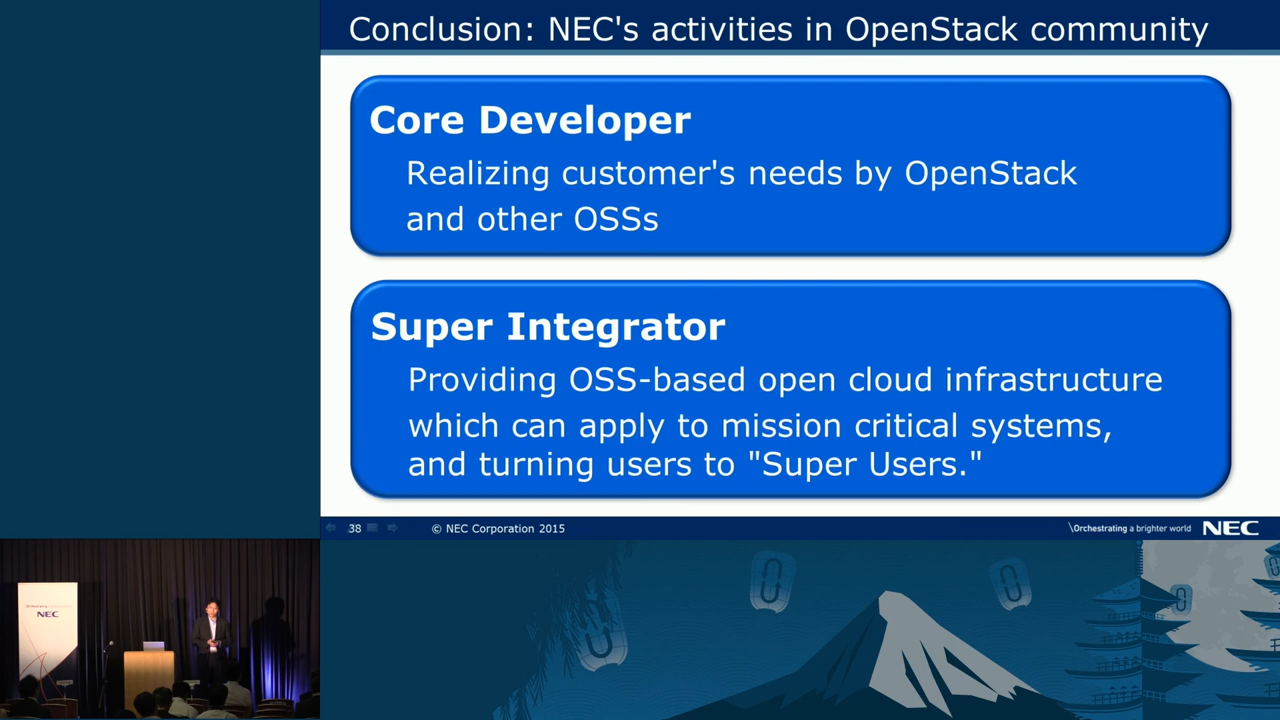 Conclusion: NEC's activities in OpenStack community
Core Developer
Realizing customer's needs by OpenStack
and other OSSs
Super Integrator
Providing OSS-based open cloud infrastructure
which can apply to mission critical systems,
and turning users to "Super Users."
38
© NEC Corporation 2015
\Orchestrating a brighter world
NEC
NEC